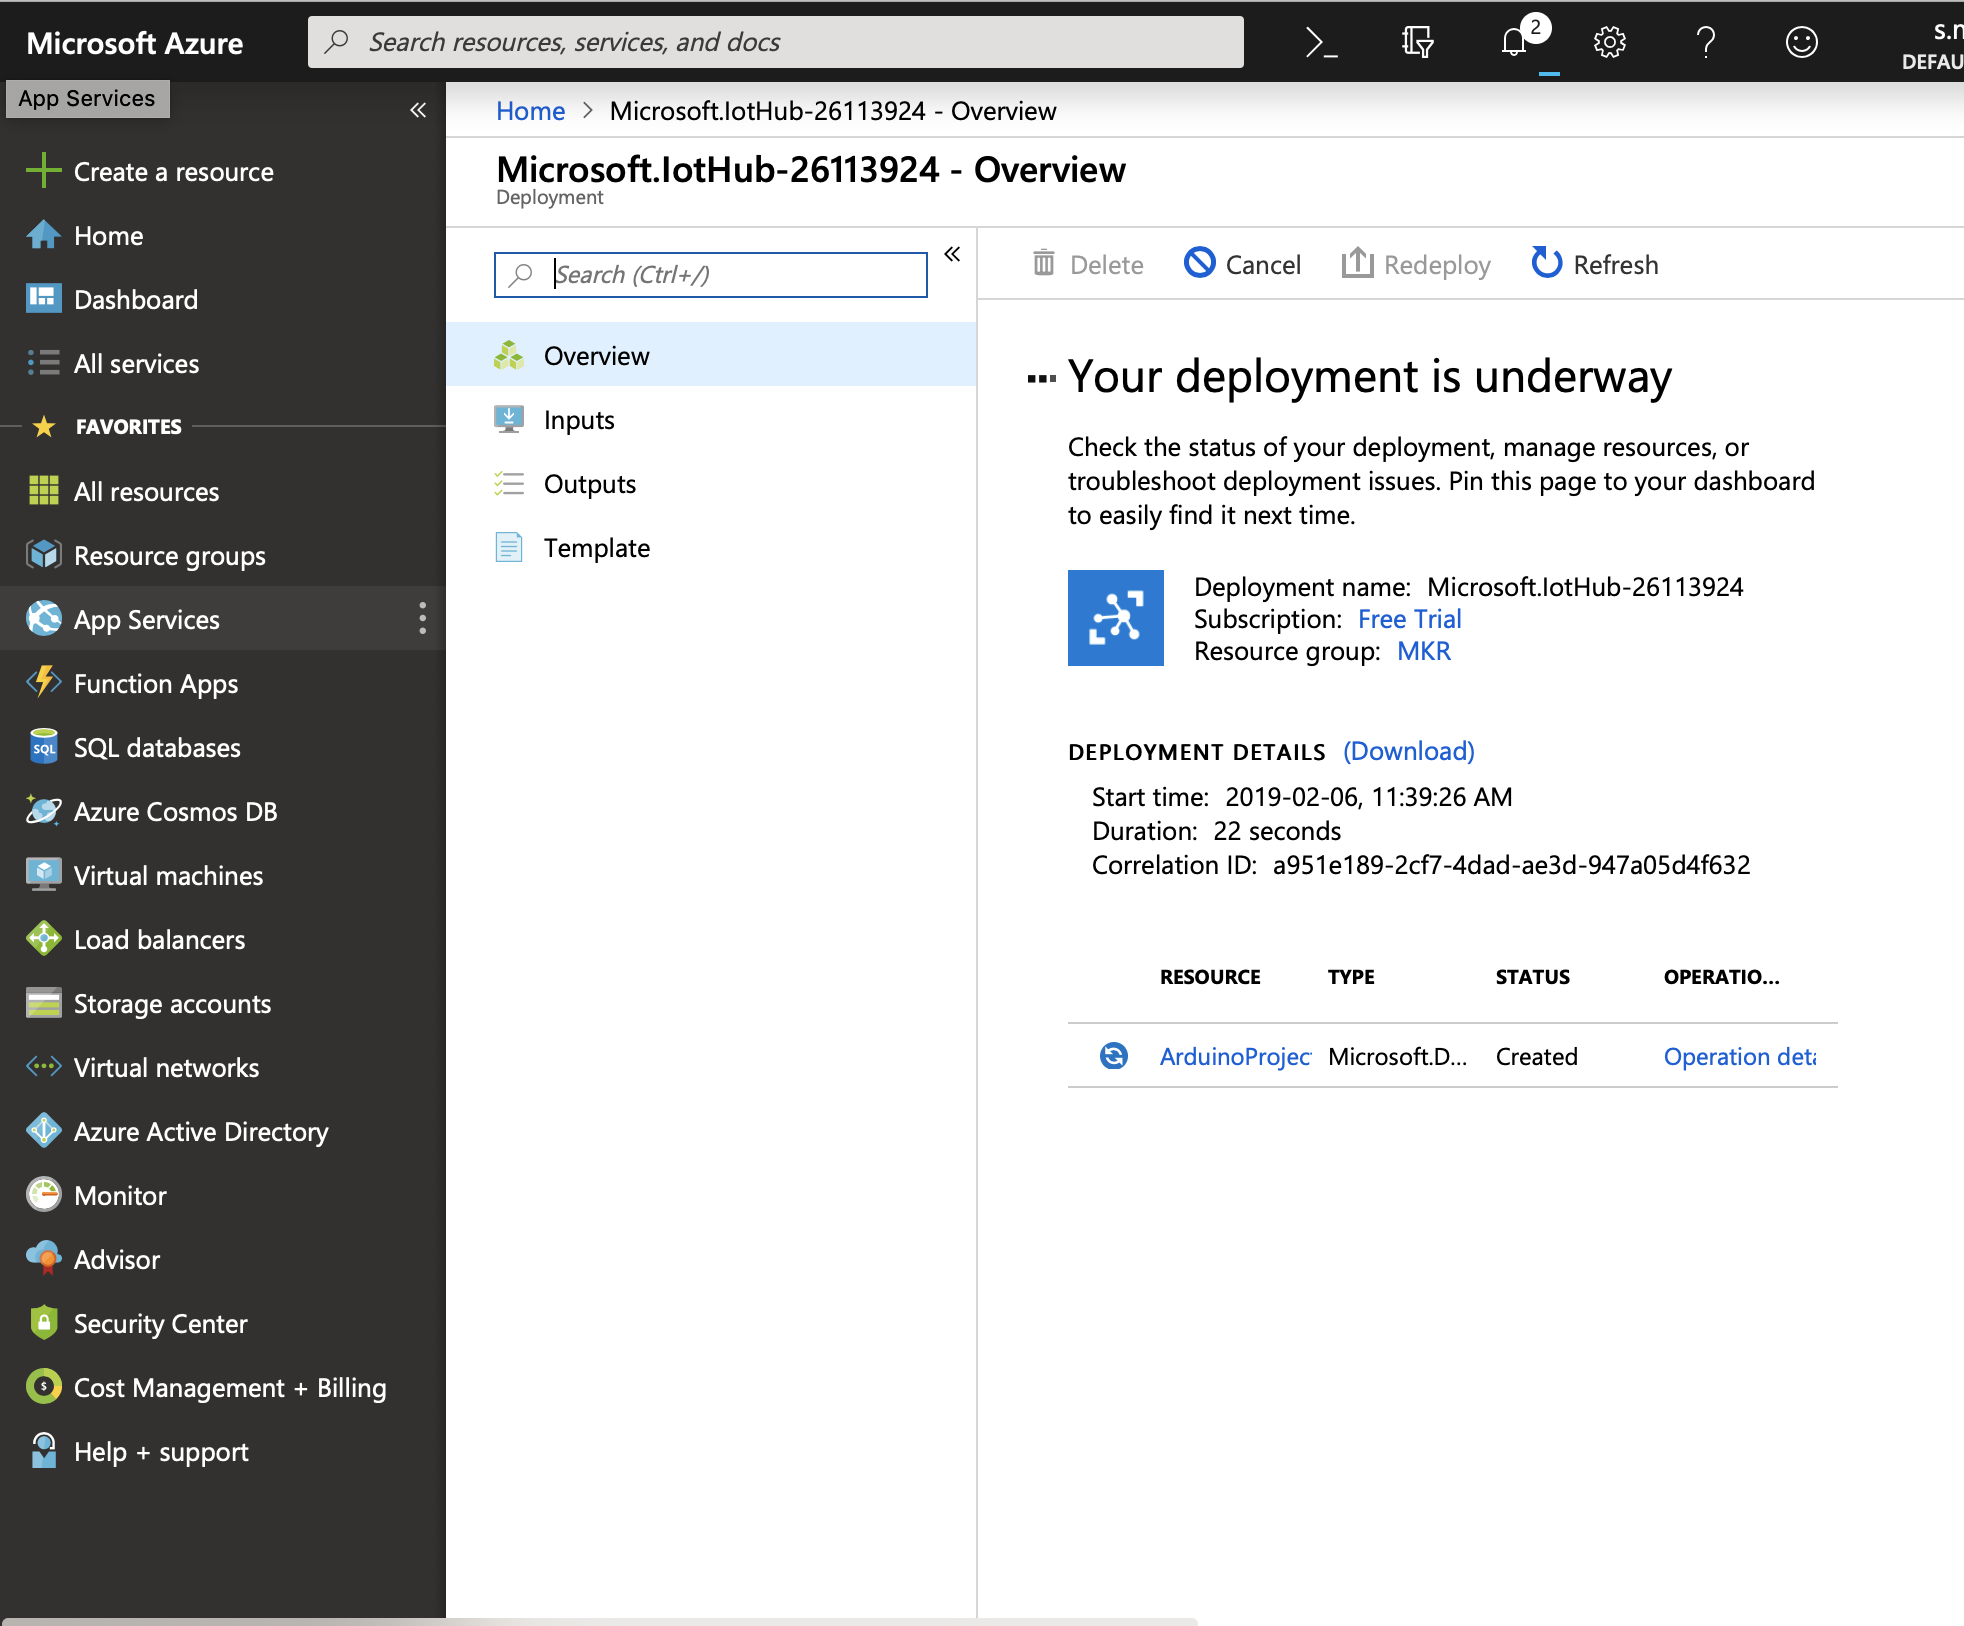 Microsoft Azure
Search resources, services, and docs
2
DEFAU
App Services
Create a resource
Home
Dashboard
All services
FAVORITES
All resources
Resource groups
App Services
Function Apps
SQL databases
Azure Cosmos DB
Virtual machines
Load balancers
Storage accounts
Virtual networks
Azure Active Directory
Monitor
Advisor
Security Center
Cost Management + Billing
Help + support
Home > Microsoft.IotHub-26113924 - Overview
Microsoft.IotHub-26113924 - Overview
Deployment
Search (Ctrl+/)
Overview
Inputs
Outputs
Template
Delete
Cancel
Redeploy
Refresh
Your deployment is underway
Check the status of your deployment, manage resources, or
troubleshoot deployment issues. Pin this page to your dashboard
to easily find it next time.
Deployment name: Microsoft.IotHub-26113924
Subscription: Free Trial
Resource group: MKR
DEPLOYMENT DETAILS (Download)
Start time: 2019-02-06, 11:39:26 AM
Duration: 22 seconds
Correlation ID: a951e189-2cf7-4dad-ae3d-947a05d4f632
RESOURCE TYPE STATUS OPERATIO...
ArduinoProjec Microsoft.D... Created Operation deta